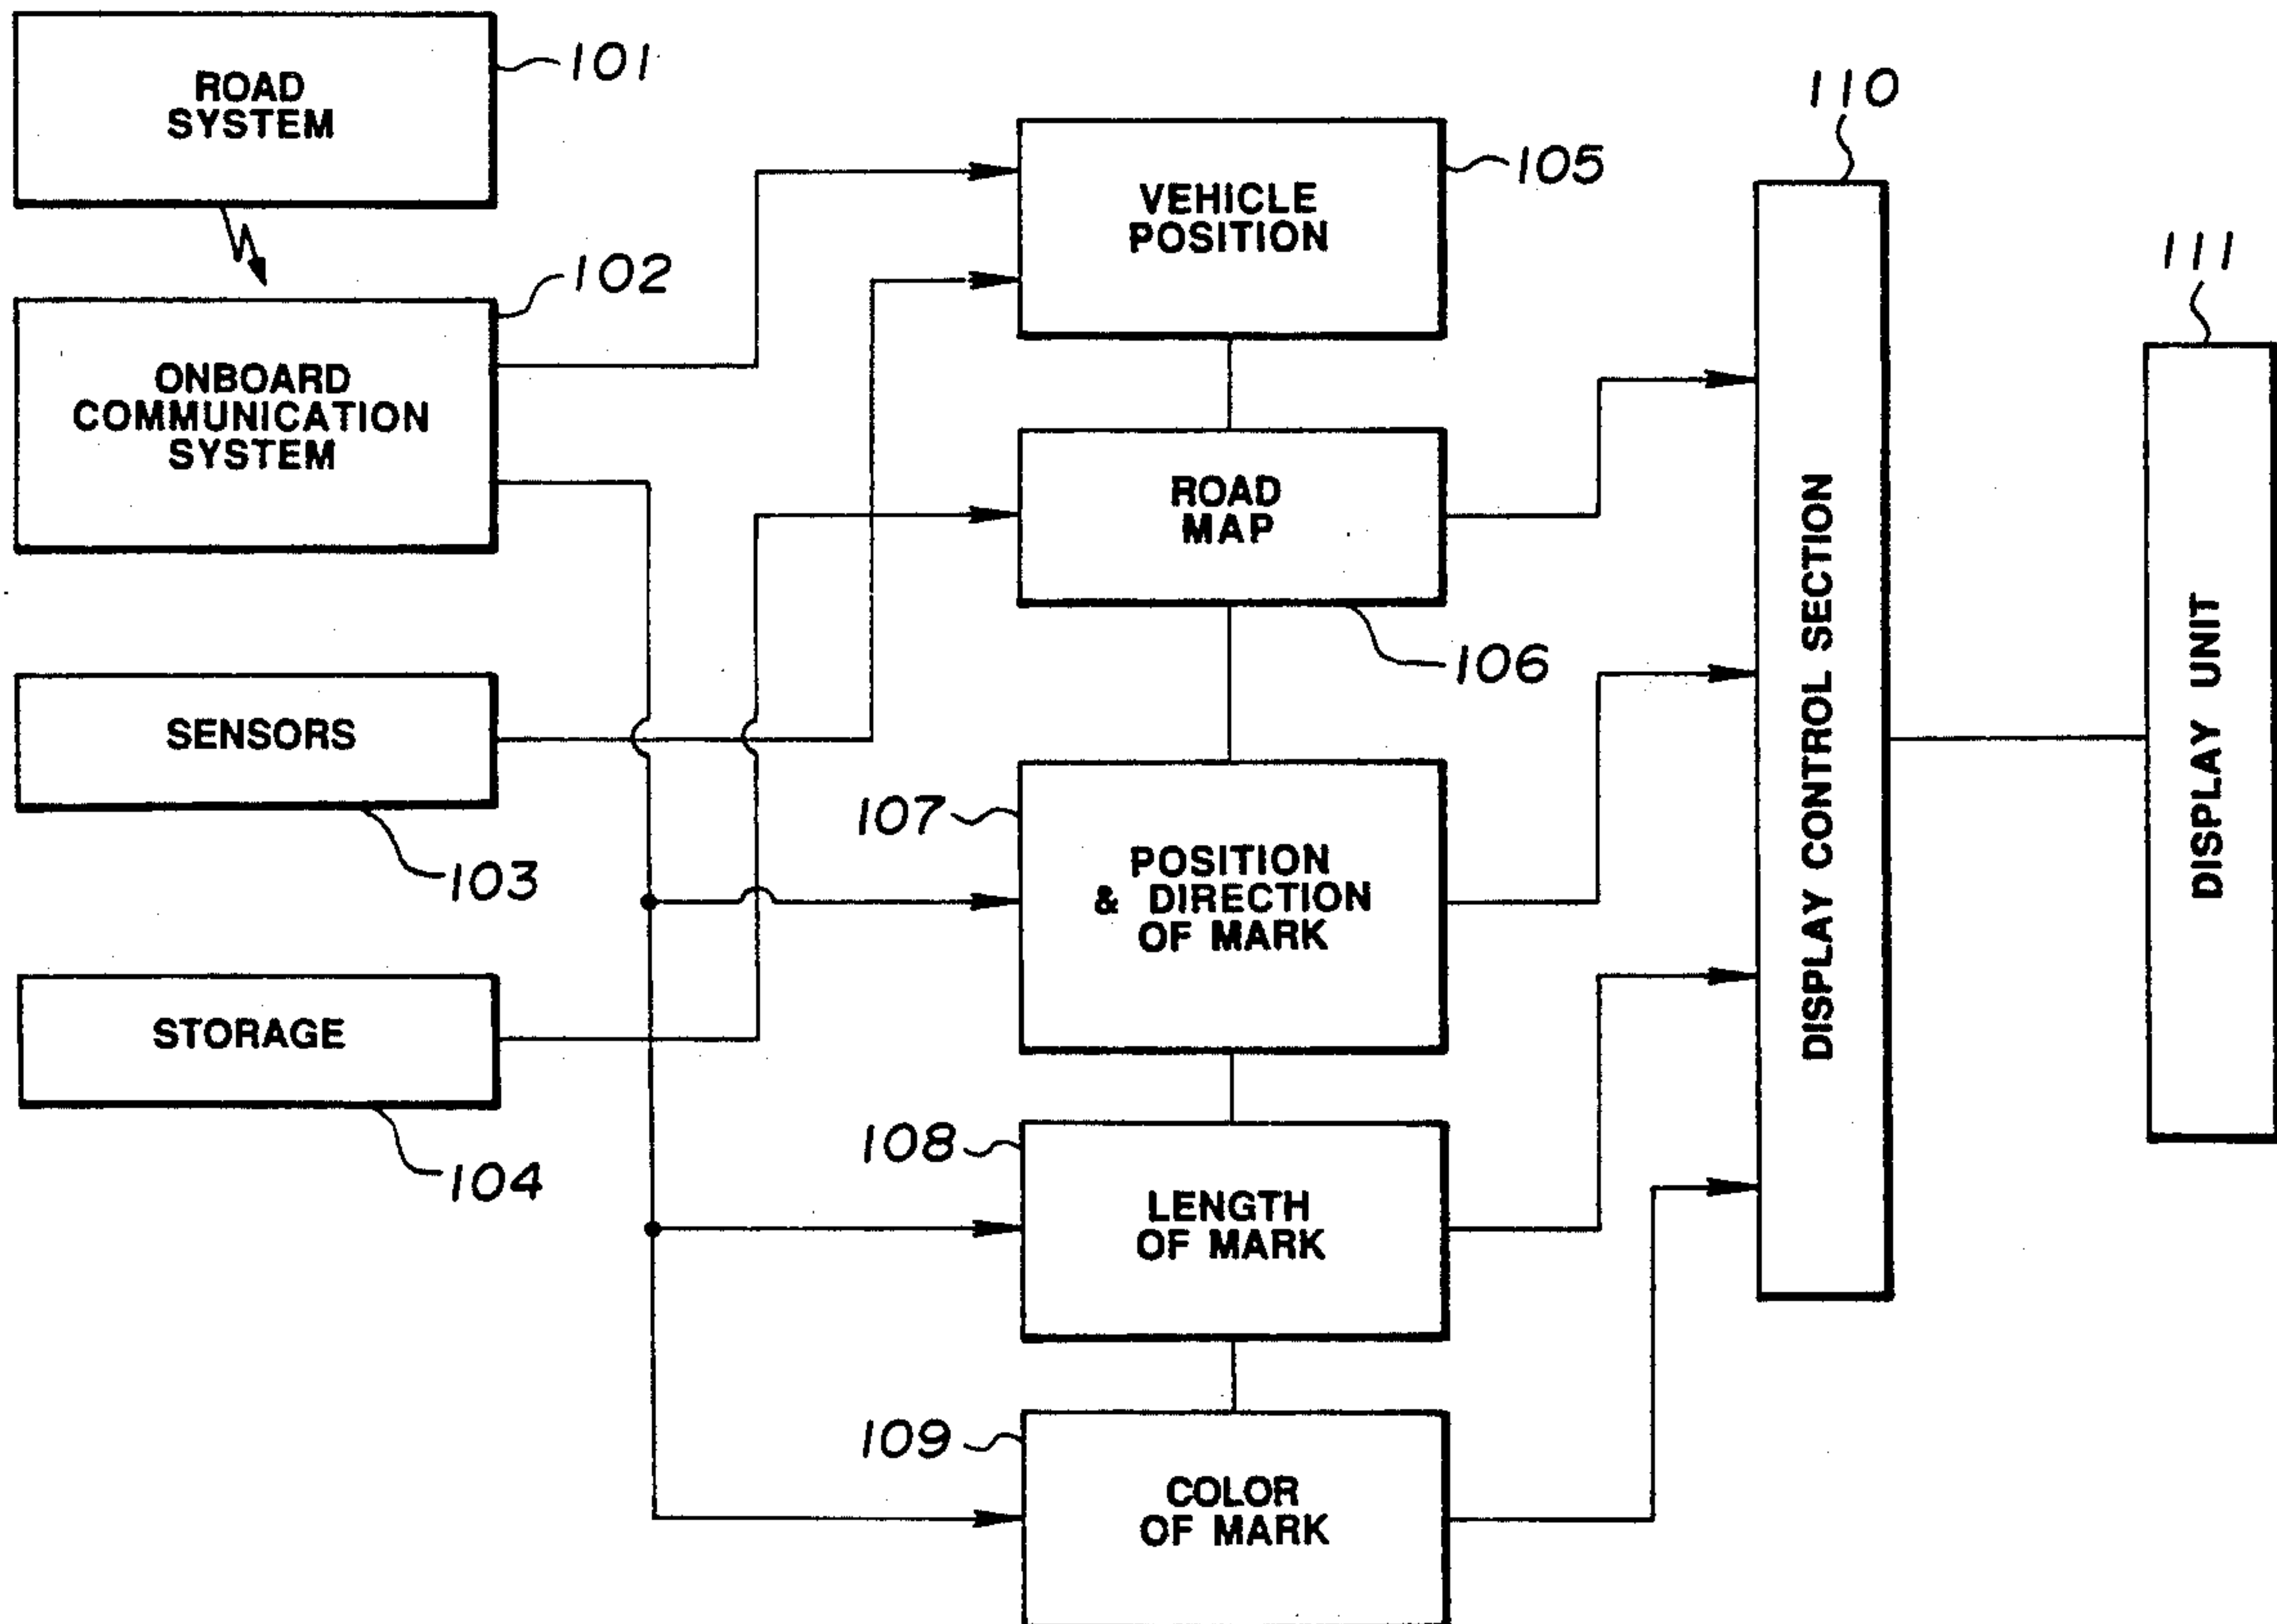 ROAD
SYSTEM
101
ONBOARD
COMMUNICATION
SYSTEM
102
SENSORS
103
STORAGE
104
VEHICLE
POSITION
105
ROAD
MAP
106
107
POSITION
& DIRECTION
OF MARK
108
LENGTH
OF MARK
109
COLOR
OF MARK
110
DISPLAY CONTROL SECTION
111
DISPLAY UNIT